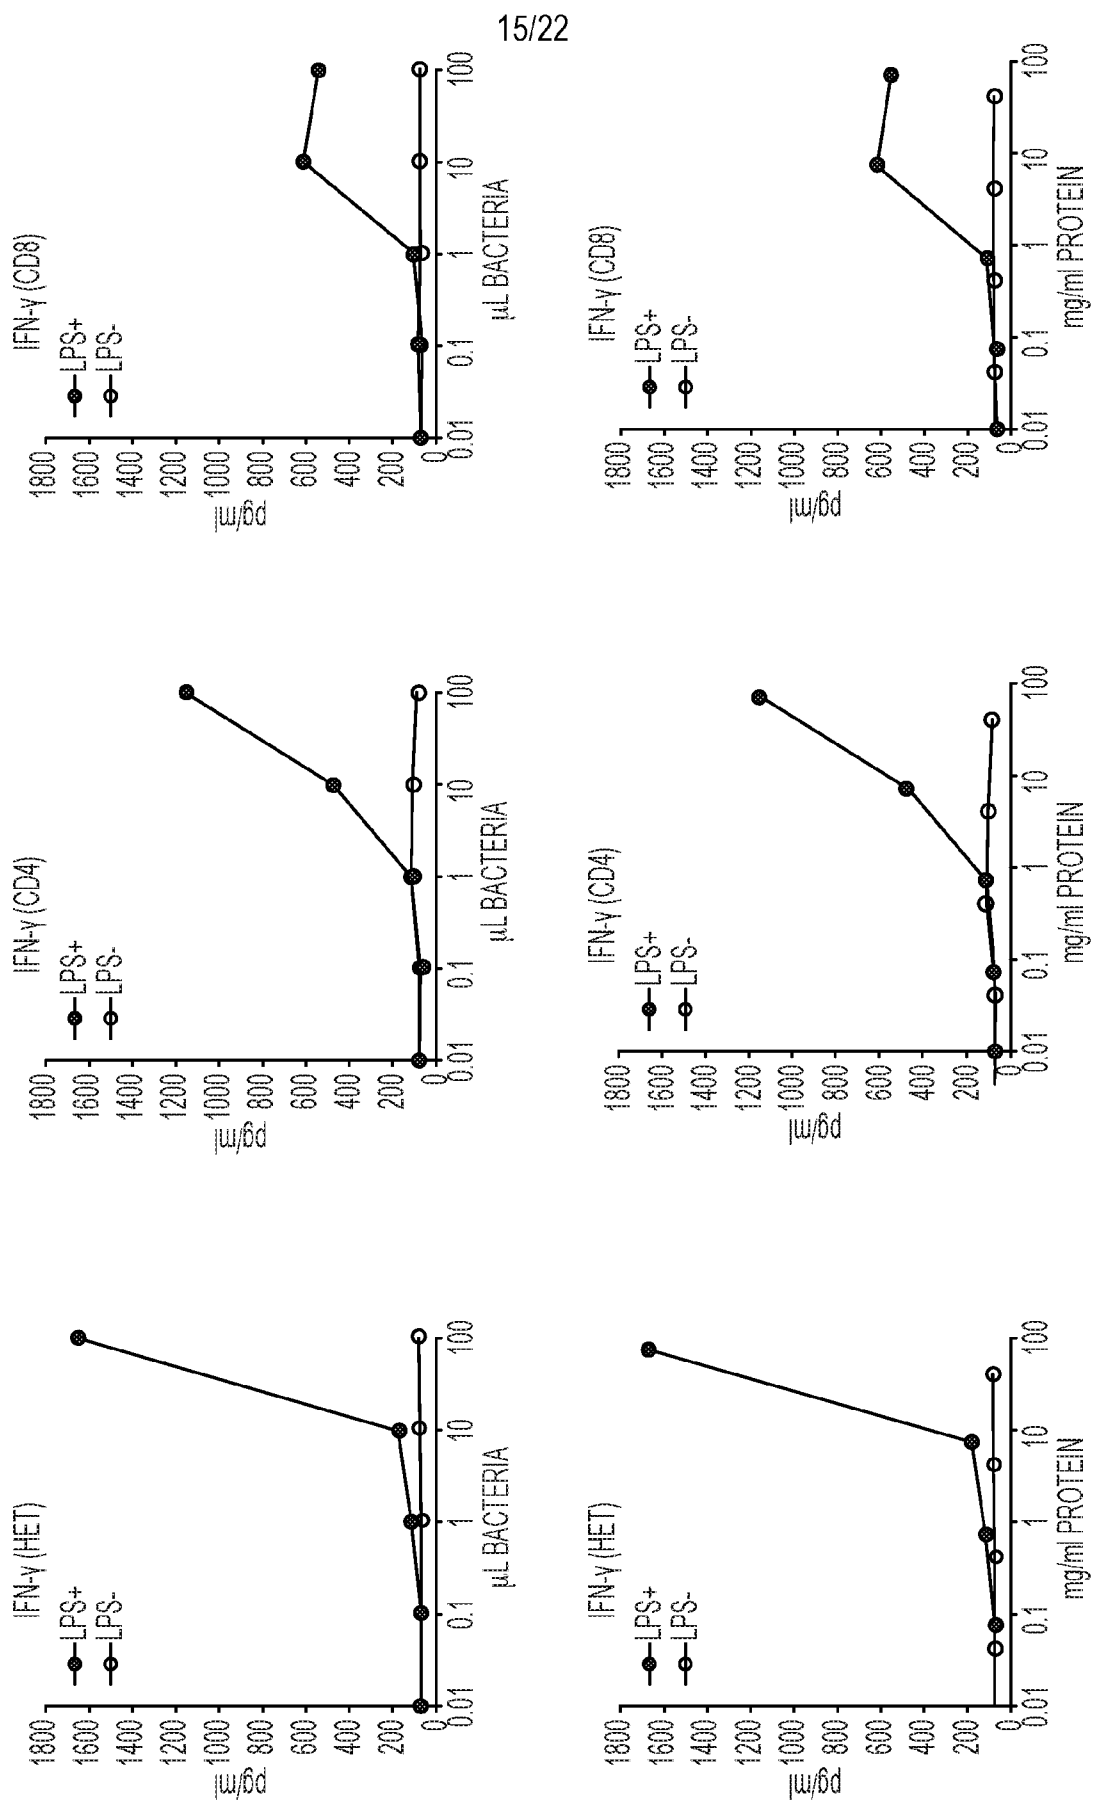 15/22
IFN-γ (HET)
LPS+
LPS-
1800
1600
1400
1200
1000
800
600
400
200
0
pg/ml
0.01 0.1 1 10 100
µL BACTERIA
IFN-γ (CD4)
LPS+
LPS-
1800
1600
1400
1200
1000
800
600
400
200
0
pg/ml
0.01 0.1 1 10 100
µL BACTERIA
IFN-γ (CD8)
LPS+
LPS-
1800
1600
1400
1200
1000
800
600
400
200
0
pg/ml
0.01 0.1 1 10 100
µL BACTERIA
IFN-γ (HET)
LPS+
LPS-
1800
1600
1400
1200
1000
800
600
400
200
0
pg/ml
0.01 0.1 1 10 100
mg/ml PROTEIN
IFN-γ (CD4)
LPS+
LPS-
1800
1600
1400
1200
1000
800
600
400
200
0
pg/ml
0.01 0.1 1 10 100
mg/ml PROTEIN
IFN-γ (CD8)
LPS+
LPS-
1800
1600
1400
1200
1000
800
600
400
200
0
pg/ml
0.01 0.1 1 10 100
mg/ml PROTEIN